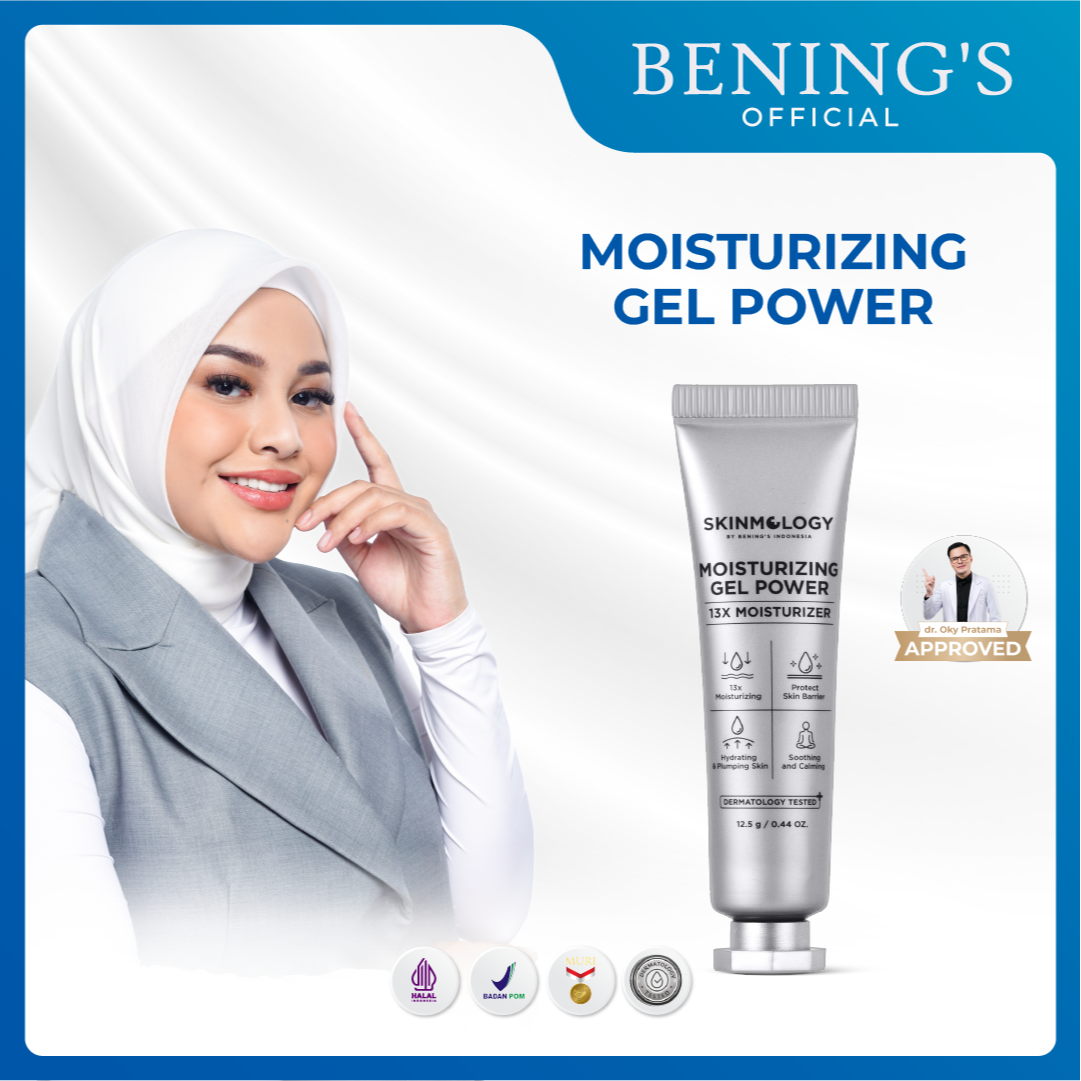 BENING'S
OFFICIAL
MOISTURIZING
GEL POWER
SKINMOLOGY
BY BENING'S INDONESIA
MOISTURIZING
GEL POWER
13X MOISTURIZER
13x
Moisturizing
Protect
Skin Barrier
Hydrating
& Plumping Skin
Soothing
and Calming
DERMATOLOGY TESTED
12.5 g / 0.44 OZ.
dr. Oky Pratama
APPROVED
HALAL
INDONESIA
BADAN POM
MURI
DERMATOLOGY
TESTED